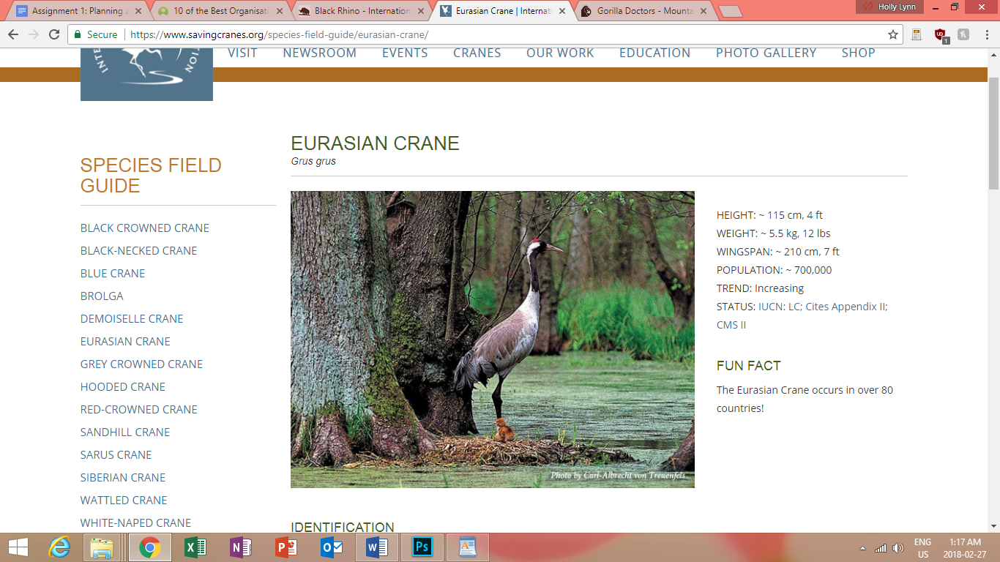 Assignment 1: Planning a
10 of the Best Organisati
Black Rhino - Internation
Eurasian Crane | Internati
Gorilla Doctors - Mounta
Holly Lynn
Secure
https://www.savingcranes.org/species-field-guide/eurasian-crane/
1
INTE
TION
VISIT
NEWSROOM
EVENTS
CRANES
OUR WORK
EDUCATION
PHOTO GALLERY
SHOP
SPECIES FIELD
GUIDE
BLACK CROWNED CRANE
BLACK-NECKED CRANE
BLUE CRANE
BROLGA
DEMOISELLE CRANE
EURASIAN CRANE
GREY CROWNED CRANE
HOODED CRANE
RED-CROWNED CRANE
SANDHILL CRANE
SARUS CRANE
SIBERIAN CRANE
WATTLED CRANE
WHITE-NAPED CRANE
EURASIAN CRANE
Grus grus
Photo by Carl-Albrecht von Treuenfels
HEIGHT: ~ 115 cm, 4 ft
WEIGHT: ~ 5.5 kg, 12 lbs
WINGSPAN: ~ 210 cm, 7 ft
POPULATION: ~ 700,000
TREND: Increasing
STATUS: IUCN: LC; Cites Appendix II;
CMS II
FUN FACT
The Eurasian Crane occurs in over 80
countries!
IDENTIFICATION
ENG
US
1:17 AM
2018-02-27